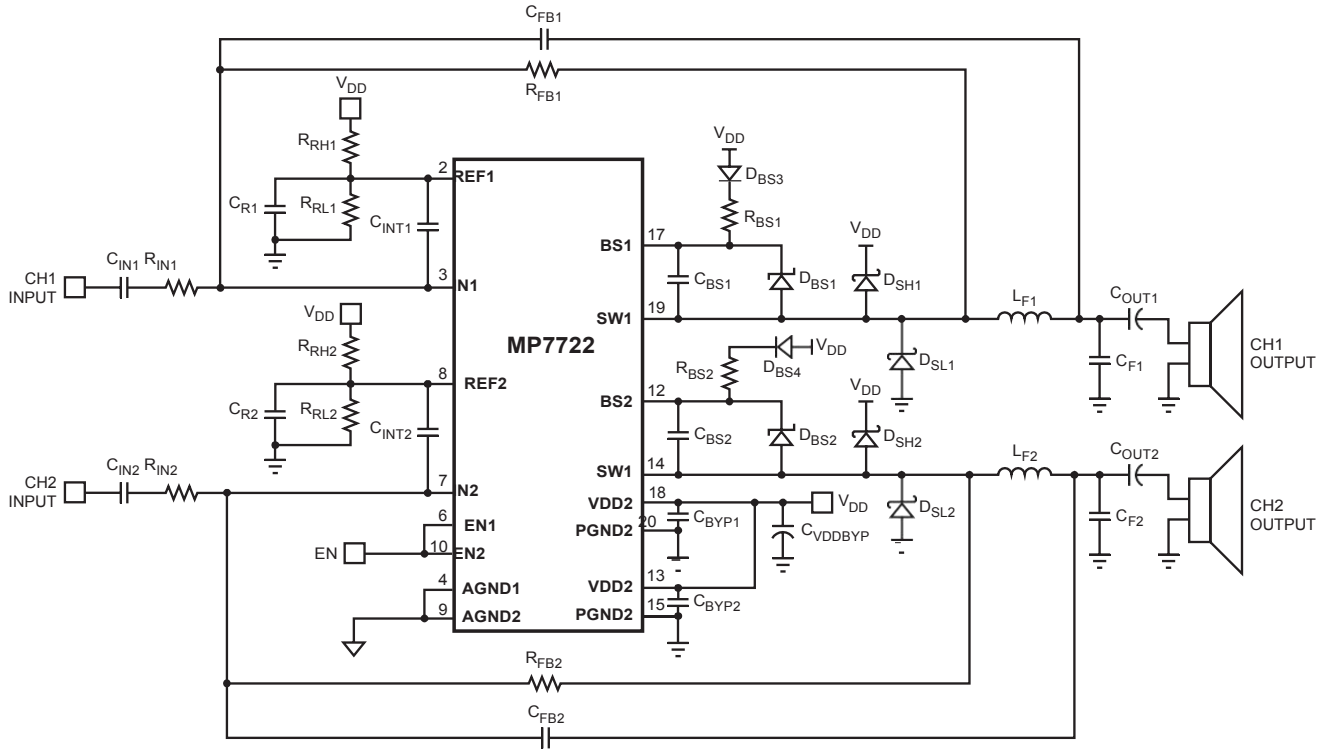 CFB1
RFB1
VDD
RRH1
2
REF1
CR1
RRL1
CINT1
CH1
INPUT
CIN1
RIN1
3
N1
VDD
RRH2
8
REF2
CR2
RRL2
CINT2
CH2
INPUT
CIN2
RIN2
7
N2
6
EN1
EN
10
EN2
4
AGND1
9
AGND2
MP7722
VDD
DBS3
RBS1
17
BS1
CBS1
DBS1
VDD
DSH1
19
SW1
DSL1
LF1
CF1
COUT1
CH1
OUTPUT
RBS2
DBS4
VDD
12
BS2
CBS2
DBS2
VDD
DSH2
14
SW1
DSL2
LF2
CF2
COUT2
CH2
OUTPUT
18
VDD2
CBYP1
20
PGND2
VDD
CVDDBYP
13
VDD2
CBYP2
15
PGND2
RFB2
CFB2